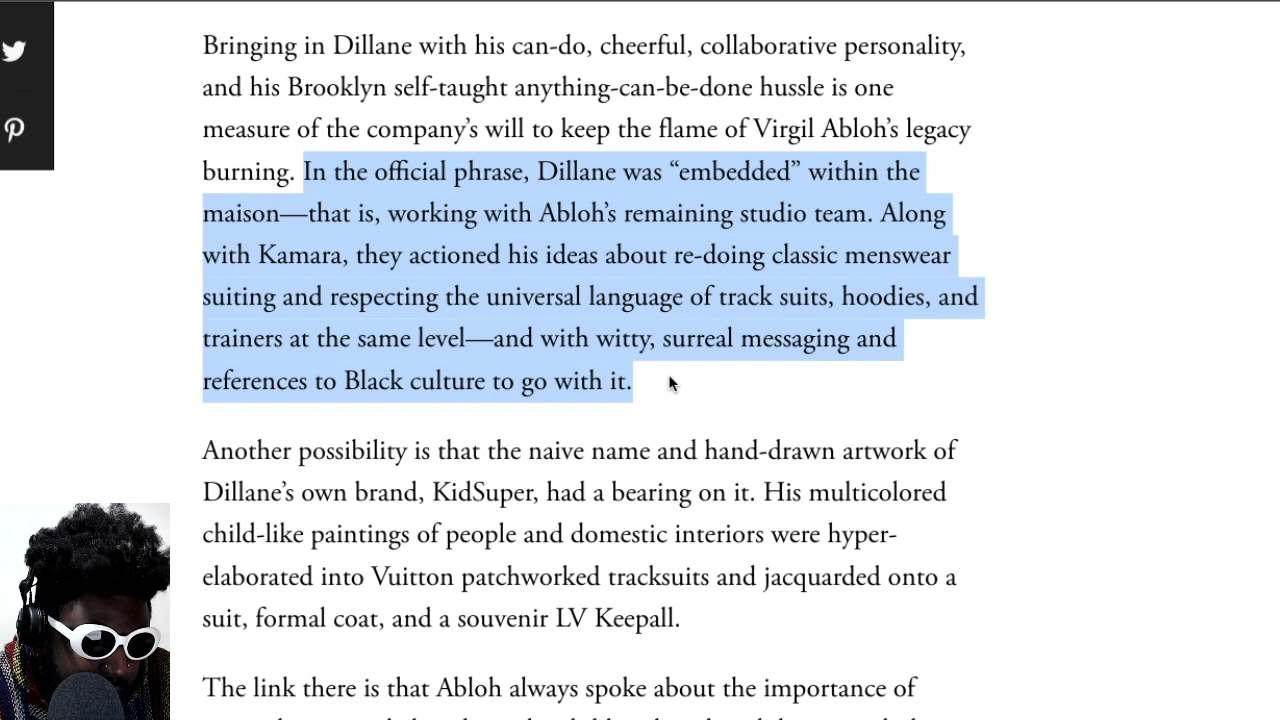 Bringing in Dillane with his can-do, cheerful, collaborative personality,
and his Brooklyn self-taught anything-can-be-done hussle is one
measure of the company’s will to keep the flame of Virgil Abloh’s legacy
burning. In the official phrase, Dillane was “embedded” within the
maison—that is, working with Abloh’s remaining studio team. Along
with Kamara, they actioned his ideas about re-doing classic menswear
suiting and respecting the universal language of track suits, hoodies, and
trainers at the same level—and with witty, surreal messaging and
references to Black culture to go with it.
Another possibility is that the naive name and hand-drawn artwork of
Dillane’s own brand, KidSuper, had a bearing on it. His multicolored
child-like paintings of people and domestic interiors were hyper-
elaborated into Vuitton patchworked tracksuits and jacquarded onto a
suit, formal coat, and a souvenir LV Keepall.
The link there is that Abloh always spoke about the importance of